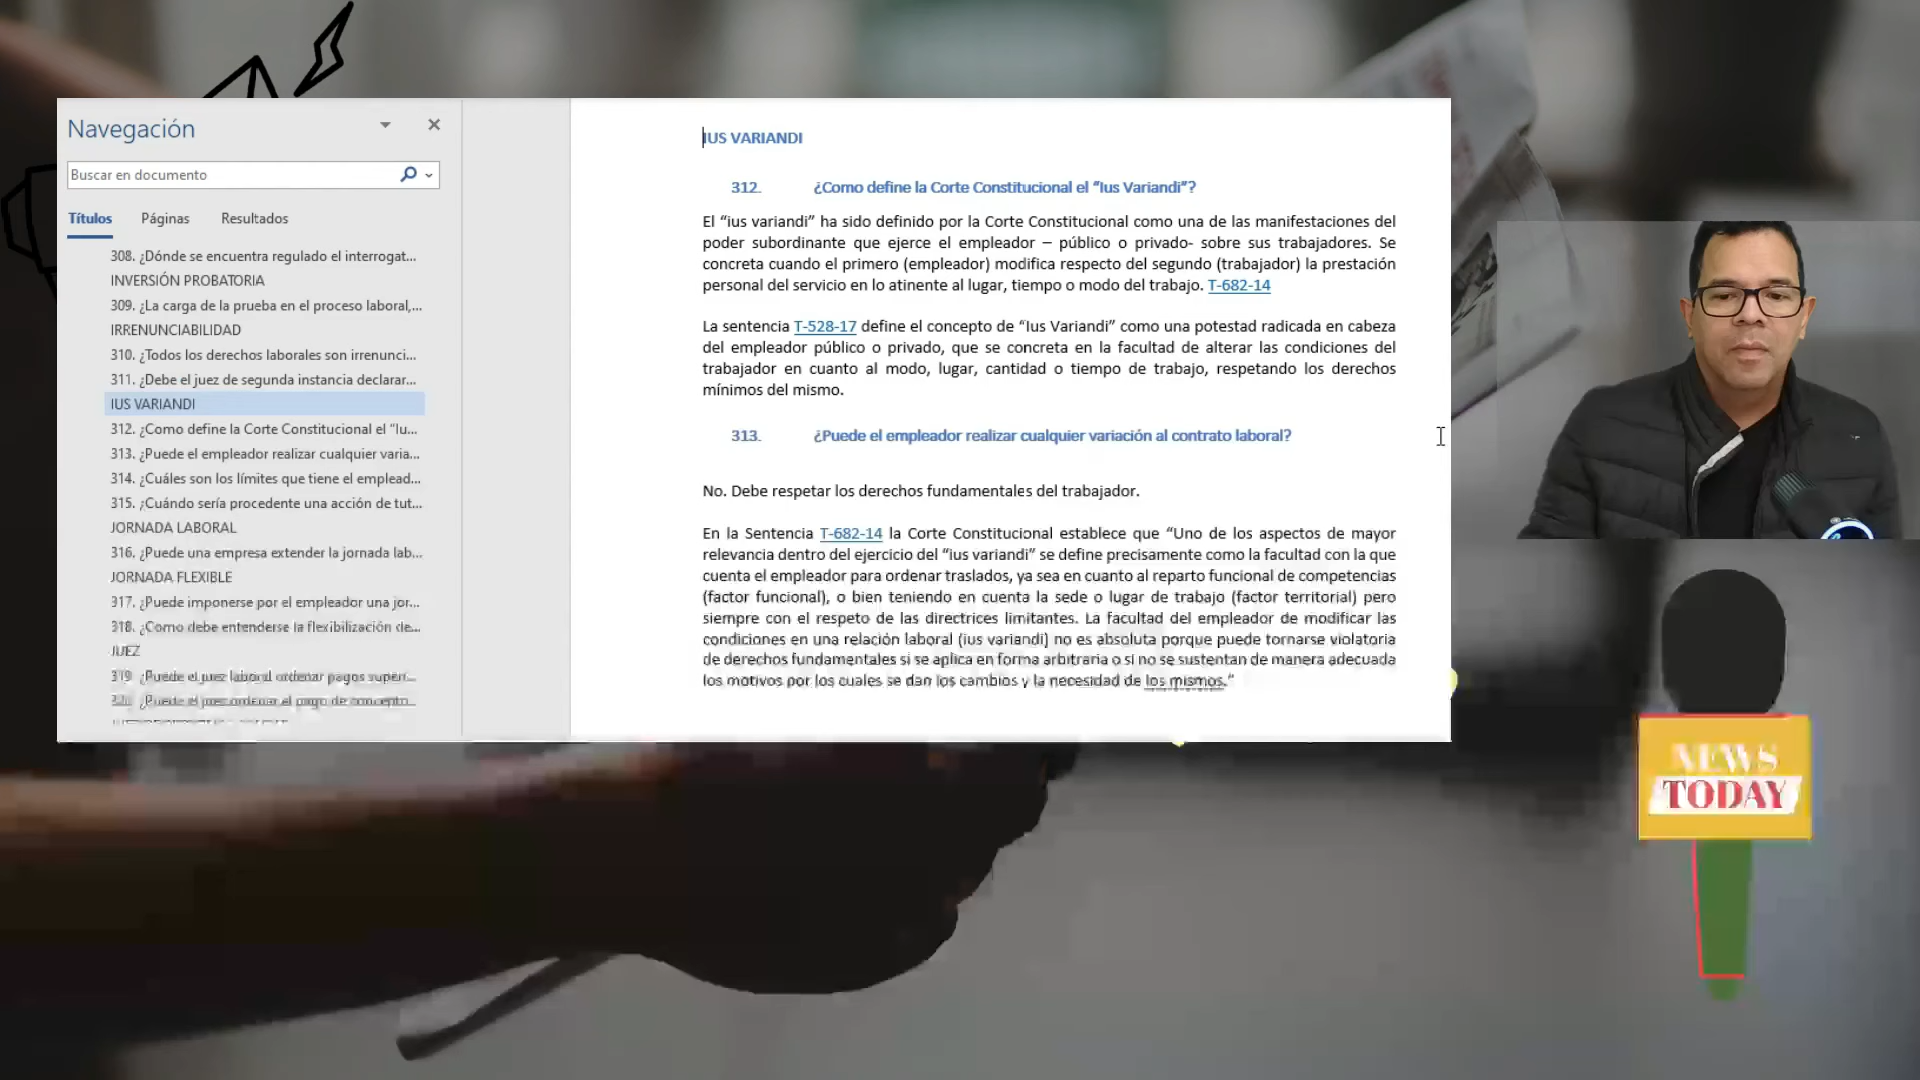 Navegación
Buscar en documento
Títulos
Páginas
Resultados
308. ¿Dónde se encuentra regulado el interrogat...
INVERSIÓN PROBATORIA
309. ¿La carga de la prueba en el proceso laboral,...
IRRENUNCIABILIDAD
310. ¿Todos los derechos laborales son irrenunci...
311. ¿Debe el juez de segunda instancia declarar...
IUS VARIANDI
312. ¿Como define la Corte Constitucional el “Iu...
313. ¿Puede el empleador realizar cualquier varia...
314. ¿Cuáles son los límites que tiene el emplead...
315. ¿Cuándo sería procedente una acción de tut...
JORNADA LABORAL
316. ¿Puede una empresa extender la jornada lab...
JORNADA FLEXIBLE
317. ¿Puede imponerse por el empleador una jor...
318. ¿Como debe entenderse la flexibilización de...
JUEZ
319 ¿Puede el juez laboral ordenar pagos superi...
¿Puede el juez ordenar el pago de concepto...
IUS VARIANDI
312. ¿Como define la Corte Constitucional el “Ius Variandi”?
El “ius variandi” ha sido definido por la Corte Constitucional como una de las manifestaciones del
poder subordinante que ejerce el empleador – público o privado- sobre sus trabajadores. Se
concreta cuando el primero (empleador) modifica respecto del segundo (trabajador) la prestación
personal del servicio en lo atinente al lugar, tiempo o modo del trabajo. T-682-14
La sentencia T-528-17 define el concepto de “Ius Variandi” como una potestad radicada en cabeza
del empleador público o privado, que se concreta en la facultad de alterar las condiciones del
trabajador en cuanto al modo, lugar, cantidad o tiempo de trabajo, respetando los derechos
mínimos del mismo.
313. ¿Puede el empleador realizar cualquier variación al contrato laboral?
No. Debe respetar los derechos fundamentales del trabajador.
En la Sentencia T-682-14 la Corte Constitucional establece que “Uno de los aspectos de mayor
relevancia dentro del ejercicio del “ius variandi” se define precisamente como la facultad con la que
cuenta el empleador para ordenar traslados, ya sea en cuanto al reparto funcional de competencias
(factor funcional), o bien teniendo en cuenta la sede o lugar de trabajo (factor territorial) pero
siempre con el respeto de las directrices limitantes. La facultad del empleador de modificar las
condiciones en una relación laboral (ius variandi) no es absoluta porque puede tornarse violatoria
de derechos fundamentales si se aplica en forma arbitraria o si no se sustentan de manera adecuada
los motivos por los cuales se dan los cambios y la necesidad de los mismos.”
NEWS
TODAY